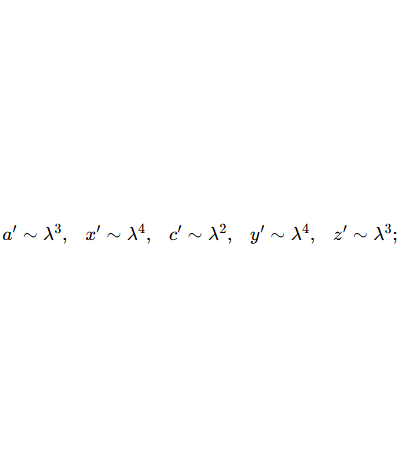 a′ ∼ λ³, x′ ∼ λ⁴, c′ ∼ λ², y′ ∼ λ⁴, z′ ∼ λ³;